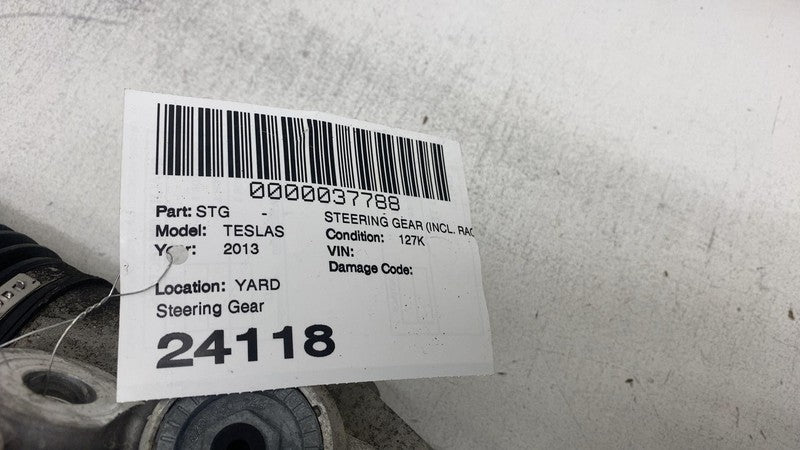 0000037788
Part: STG - STEERING GEAR (INCL. RAC
Model: TESLAS Condition: 127K
Year: 2013 VIN:
Damage Code:
Location: YARD
Steering Gear
24118